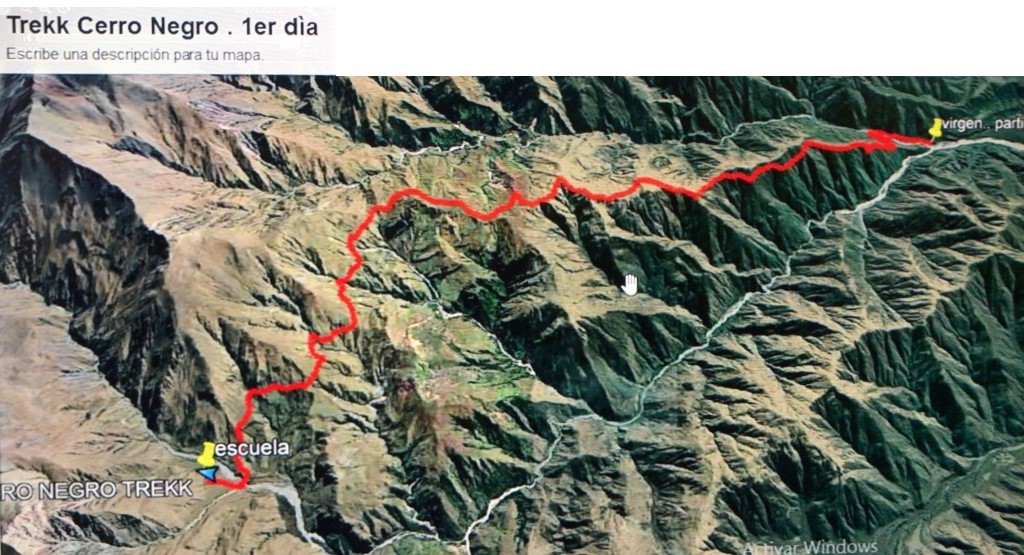 Trekk Cerro Negro . 1er dìa
Escribe una descripción para tu mapa.
virgen.. parti
escuela
RO NEGRO TREKK
Activar Windows